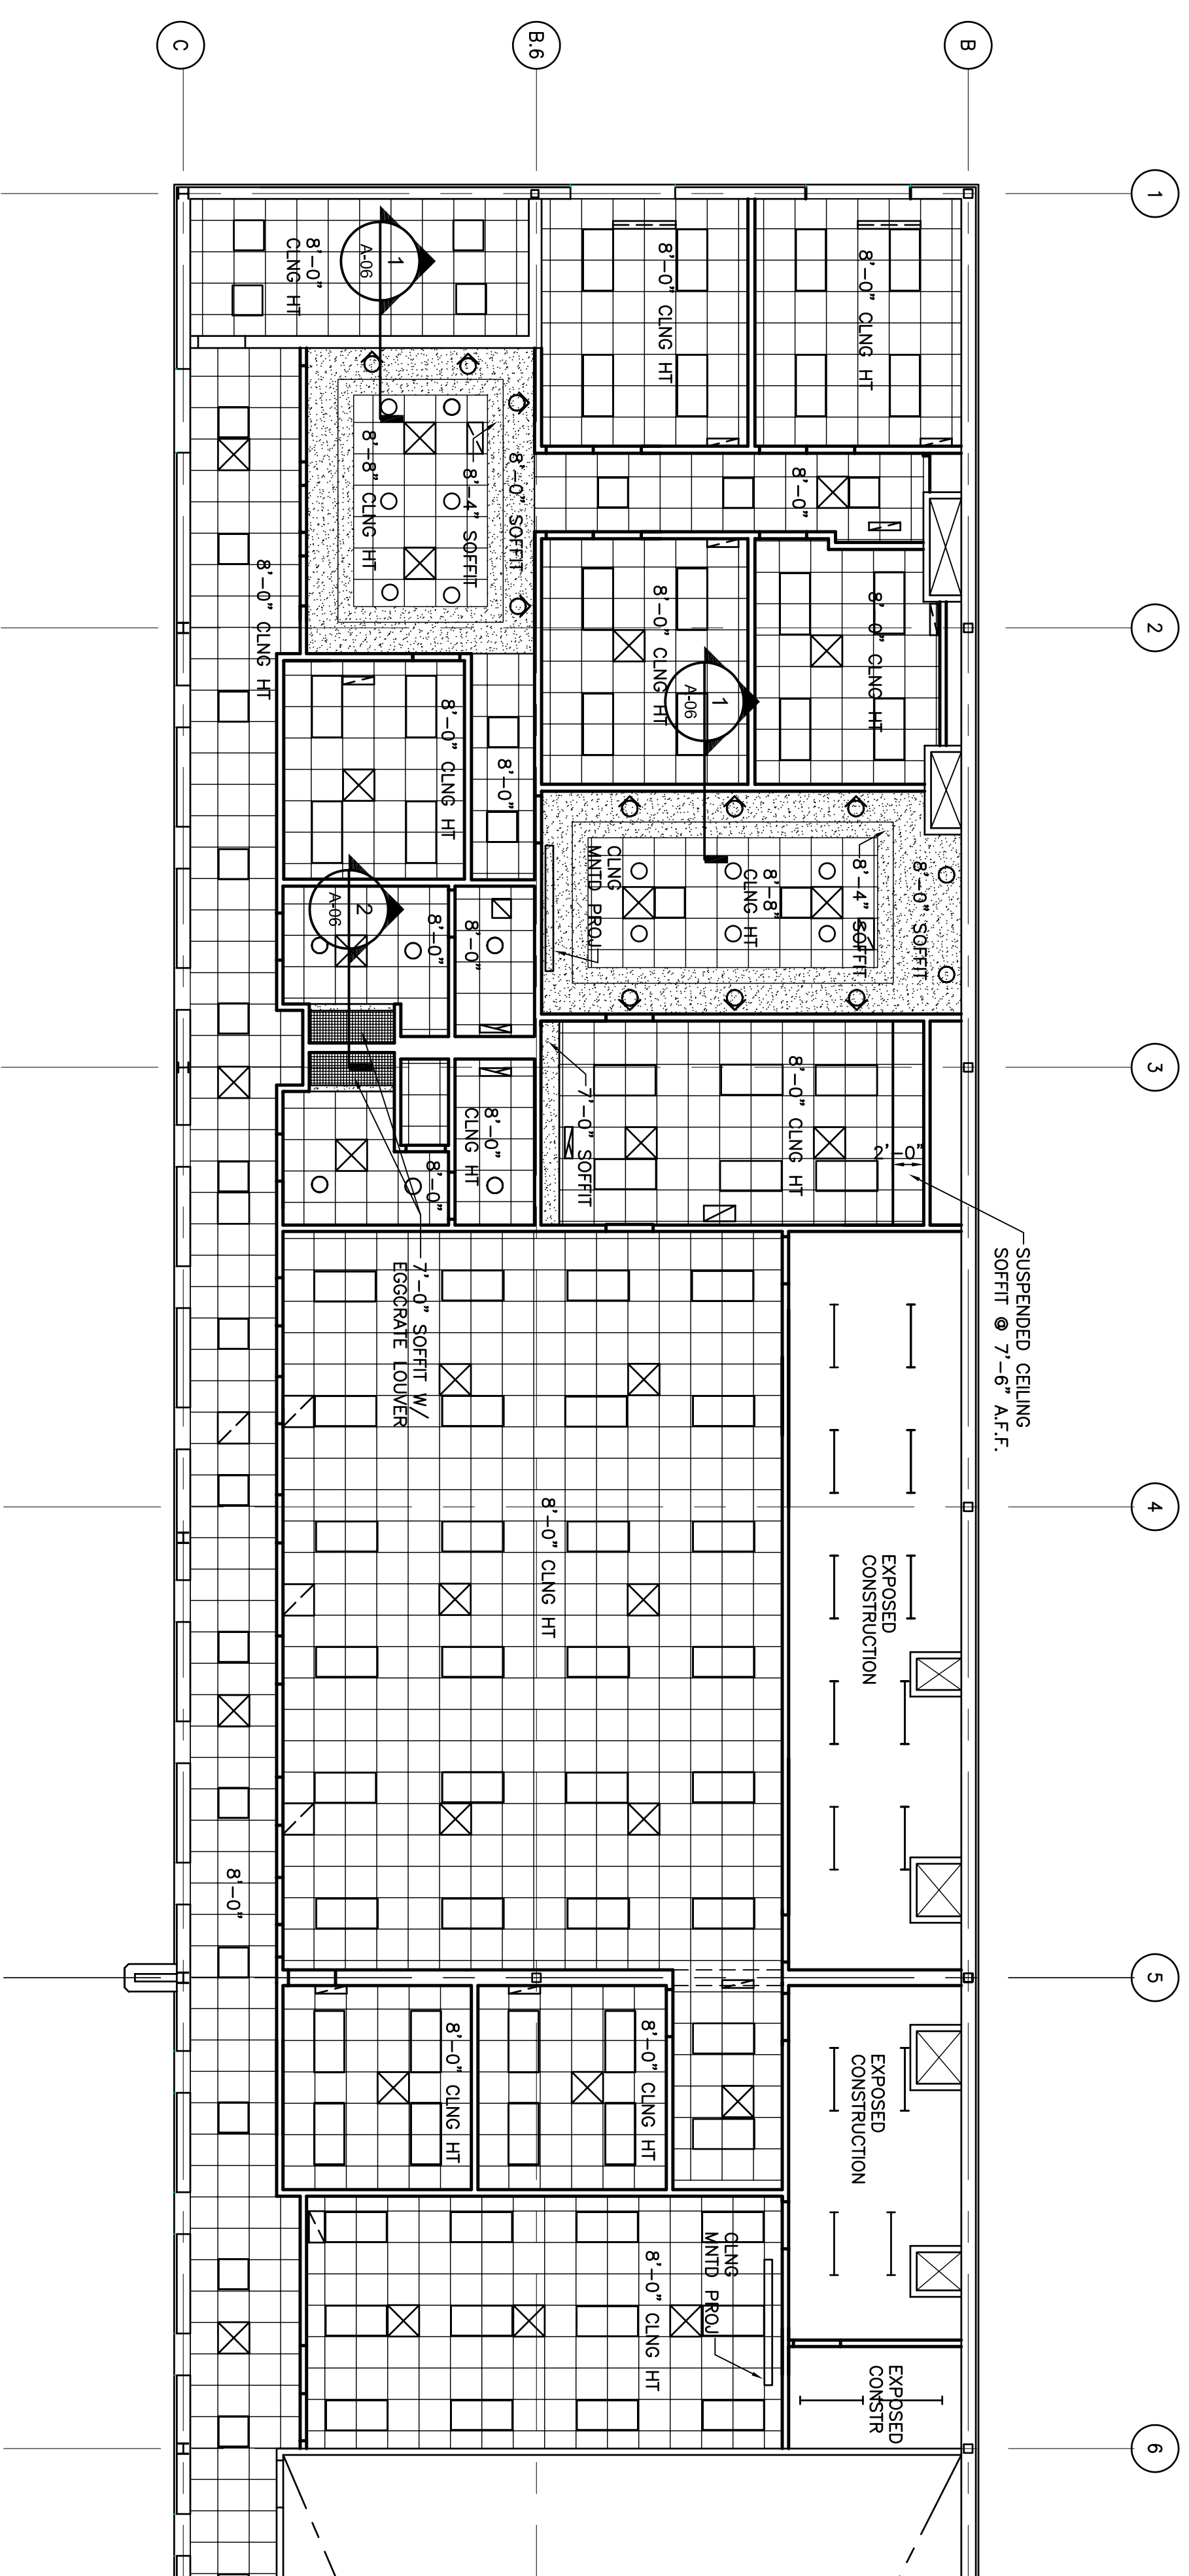 1
2
3
4
5
6
B
B.6
C
SUSPENDED CEILING
SOFFIT @ 7'-6" A.F.F.
8'-0" CLNG HT
8'-0" CLNG HT
8'-0"
8'-0" CLNG HT
8'-0" CLNG HT
1
A-06
8'-0"
CLNG HT
1
A-06
8'-0" SOFFIT
8'-4" SOFFIT
8'-8" CLNG HT
8'-0" CLNG HT
8'-0" CLNG HT
8'-0"
8'-0" SOFFIT
8'-4" SOFFIT
8'-8"
CLNG HT
CLNG
MNTD PROJ
2
A-06
8'-0"
8'-0"
8'-0" CLNG HT
2'-0"
7'-0" SOFFIT
8'-0"
CLNG HT
8'-0"
7'-0" SOFFIT W/
EGGCRATE LOUVER
8'-0" CLNG HT
EXPOSED
CONSTRUCTION
8'-0"
EXPOSED
CONSTRUCTION
8'-0" CLNG HT
8'-0" CLNG HT
CLNG
MNTD PROJ
8'-0" CLNG HT
EXPOSED
CONSTR